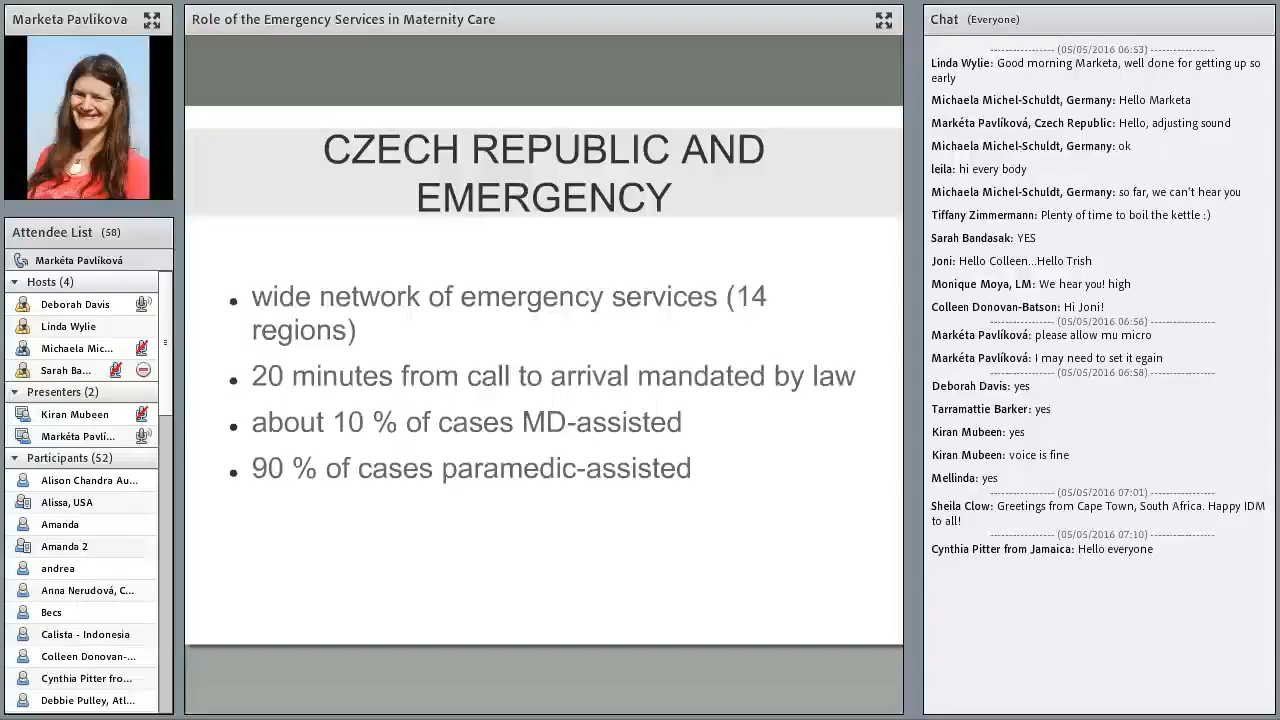 Marketa Pavlikova
Attendee List (58)
Markéta Pavlíková
Hosts (4)
Deborah Davis
Linda Wylie
Michaela Mic...
Sarah Ba...
Presenters (2)
Kiran Mubeen
Markéta Pavlí...
Participants (52)
Alison Chandra Au...
Alissa, USA
Amanda
Amanda 2
andrea
Anna Nerudová, C...
Becs
Calista - Indonesia
Colleen Donovan-...
Cynthia Pitter fro...
Debbie Pulley, Atl...
Role of the Emergency Services in Maternity Care
CZECH REPUBLIC AND
EMERGENCY
• wide network of emergency services (14
regions)
• 20 minutes from call to arrival mandated by law
• about 10 % of cases MD-assisted
• 90 % of cases paramedic-assisted
Chat (Everyone)
------------------ (05/05/2016 06:53) ------------------
Linda Wylie: Good morning Marketa, well done for getting up so
early
Michaela Michel-Schuldt, Germany: Hello Marketa
Markéta Pavlíková, Czech Republic: Hello, adjusting sound
Michaela Michel-Schuldt, Germany: ok
leila: hi every body
Michaela Michel-Schuldt, Germany: so far, we can't hear you
Tiffany Zimmermann: Plenty of time to boil the kettle :)
Sarah Bandasak: YES
Joni: Hello Colleen...Hello Trish
Monique Moya, LM: We hear you! high
Colleen Donovan-Batson: Hi Joni!
------------------ (05/05/2016 06:56) ------------------
Markéta Pavlíková: please allow mu micro
Markéta Pavlíková: I may need to set it egain
------------------ (05/05/2016 06:58) ------------------
Deborah Davis: yes
Tarramattie Barker: yes
Kiran Mubeen: yes
Kiran Mubeen: voice is fine
Mellinda: yes
------------------ (05/05/2016 07:01) ------------------
Sheila Clow: Greetings from Cape Town, South Africa. Happy IDM
to all!
------------------ (05/05/2016 07:10) ------------------
Cynthia Pitter from Jamaica: Hello everyone